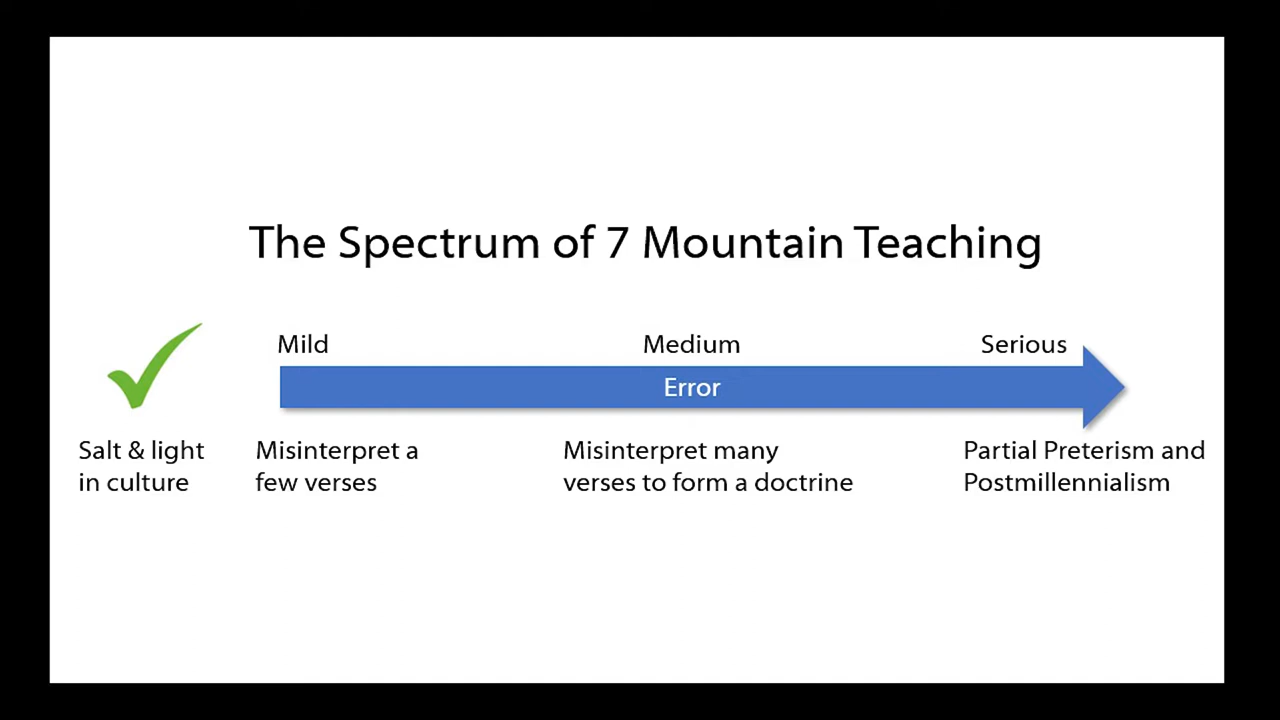 The Spectrum of 7 Mountain Teaching
Mild
Medium
Serious
Error
Salt & light
in culture
Misinterpret a
few verses
Misinterpret many
verses to form a doctrine
Partial Preterism and
Postmillennialism